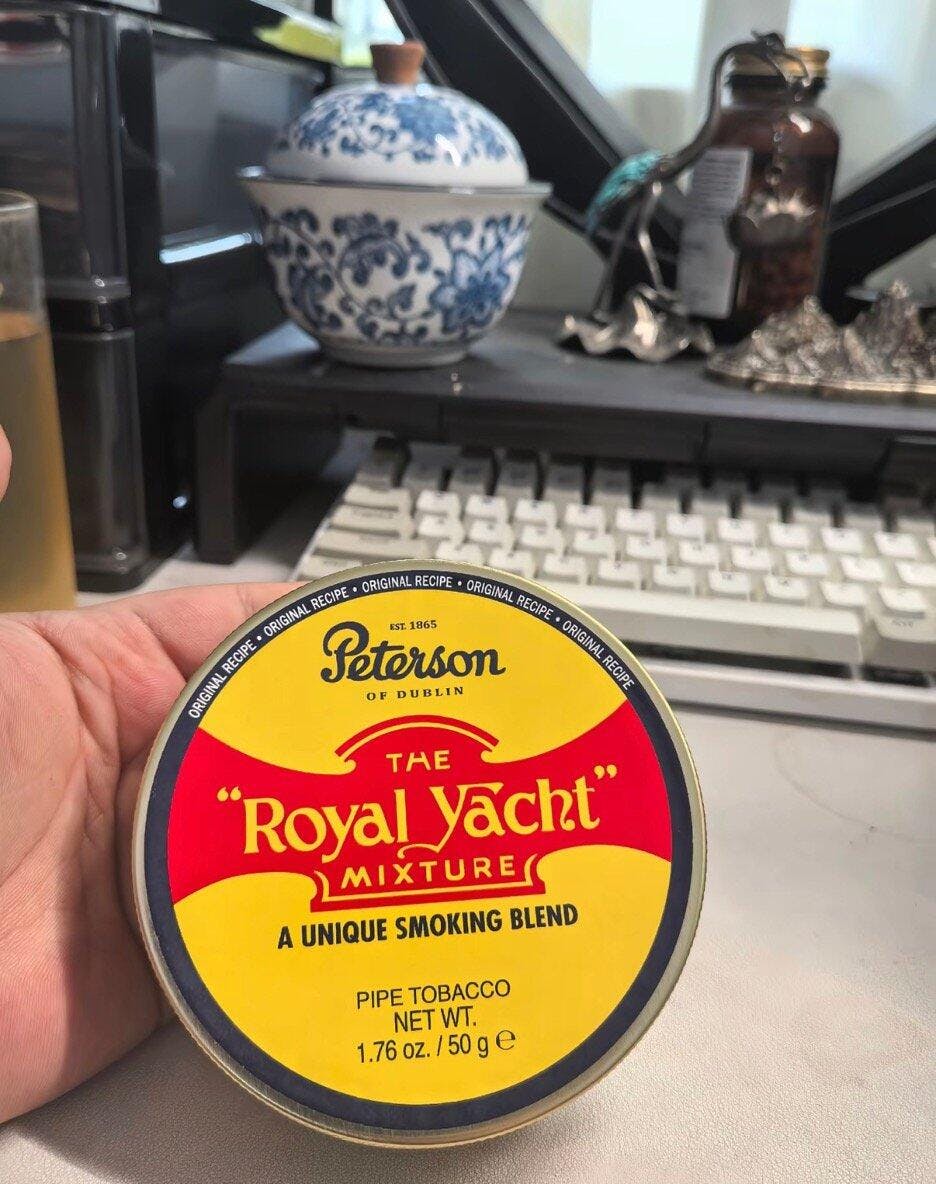 ORIGINAL RECIPE • ORIGINAL RECIPE • ORIGINAL RECIPE • ORIGINAL RECIPE • ORIGINAL RECIPE
EST. 1865
Peterson
OF DUBLIN
THE
“Royal Yacht”
MIXTURE
A UNIQUE SMOKING BLEND
PIPE TOBACCO
NET WT.
1.76 oz. / 50 g ℮